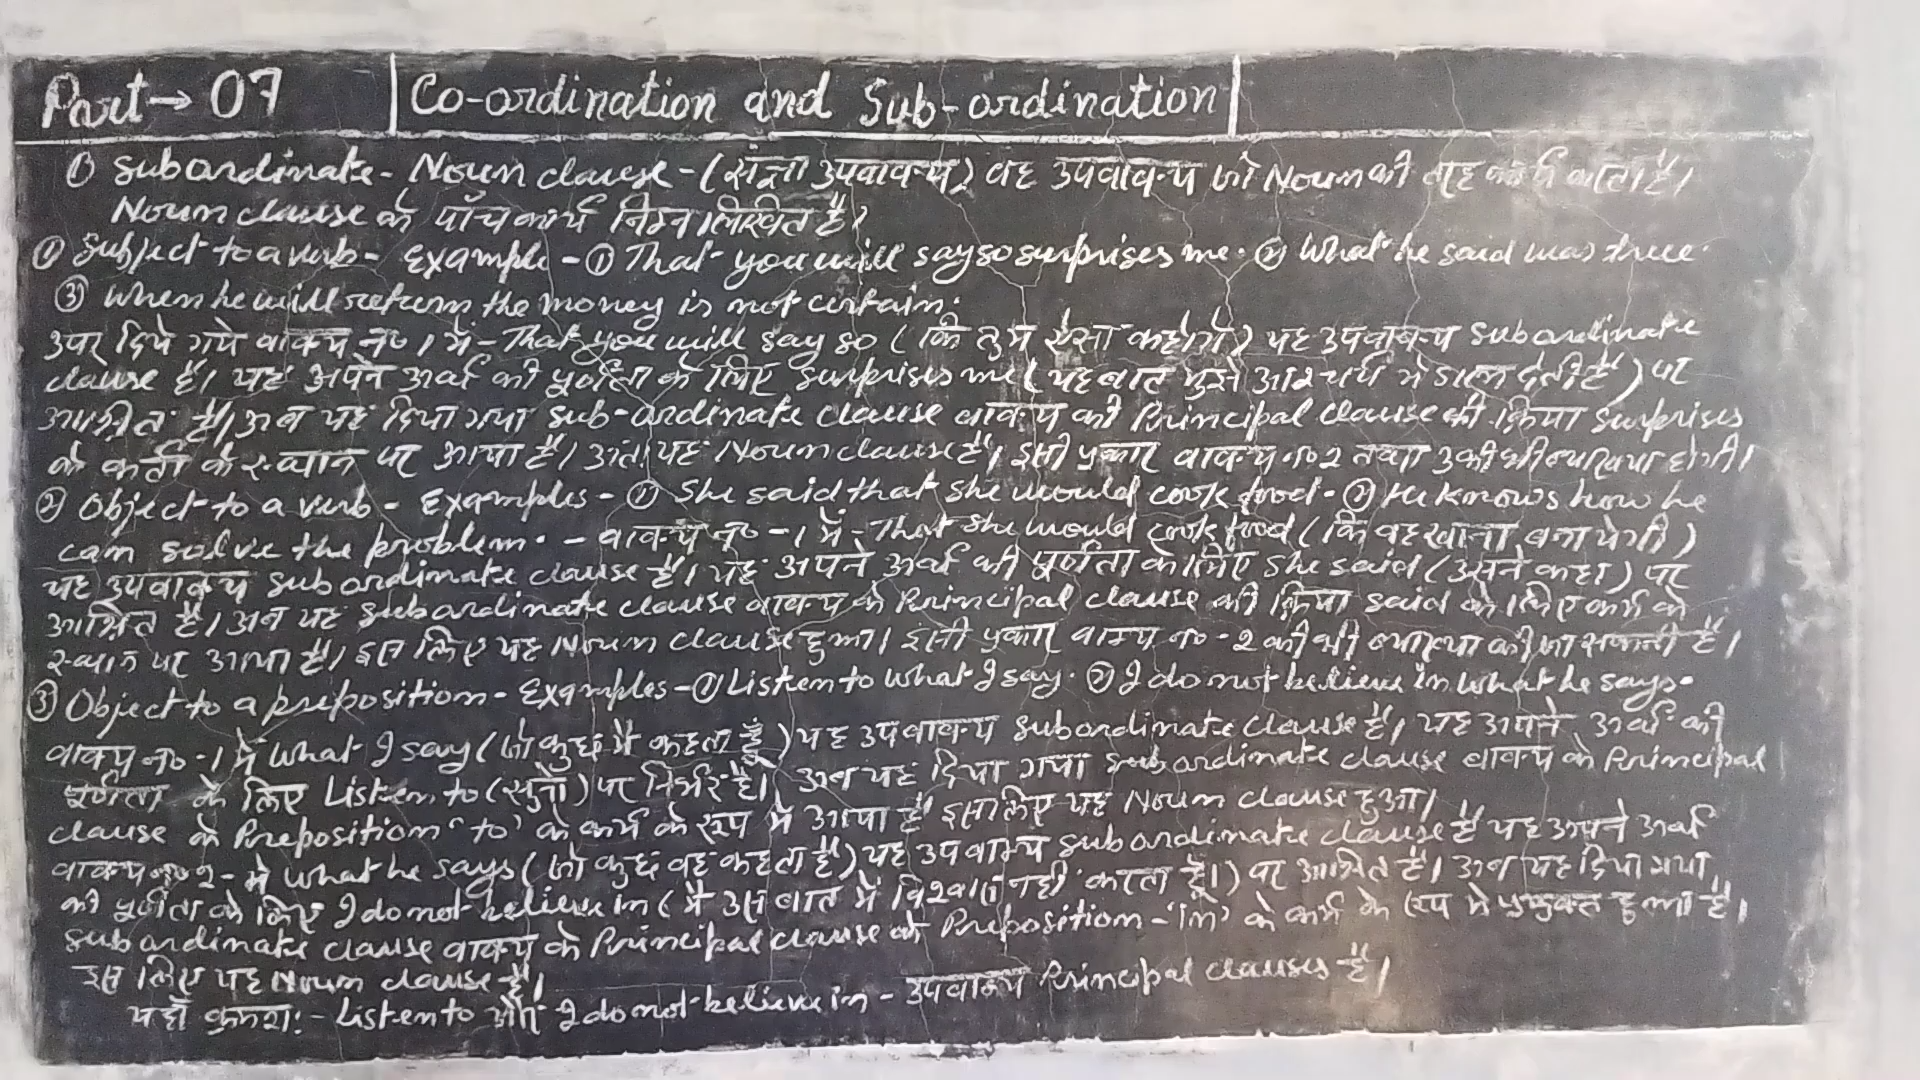 Part→ 07 | Co-ordination and Sub-ordination |
① Subordinate - Noun clause - (संज्ञा उपवाक्य) वह उपवाक्य जो Noun की तरह कार्य करता है।
Noun clause के पाँच कार्य निम्नलिखित हैं।
① Subject to a verb - Example - ① That you will say so surprises me. ② What he said was true.
③ When he will return the money is not certain.
उपर दिये गये वाक्य न० 1 में - That you will say so (कि तुम ऐसा कहोगे) यह उपवाक्य subordinate
clause है। यह अपने अर्थ की पूर्णता के लिए surprises me (यह बात मुझे आश्चर्य में डाल देती है) पर
आश्रित है। अब यह दिया गया sub-ordinate clause वाक्य की Principal clause की क्रिया surprises
के कर्ता के स्थान पर आया है। अतः यह Noun clause है। इसी प्रकार वाक्य न० 2 तथा 3 की भी व्याख्या होगी।
② Object to a verb - Examples - ① She said that she would cook food. ② He knows how he
can solve the problem. - वाक्य न० -1 में - That she would cook food (कि वह खाना बनायेगी)
यह उपवाक्य subordinate clause है। यह अपने अर्थ की पूर्णता के लिए She said (उसने कहा) पर
आश्रित है। अब यह subordinate clause वाक्य के Principal clause की क्रिया said के लिए कर्म के
स्थान पर आया है। इस लिए यह Noun clause हुआ। इसी प्रकार वाक्य न० - 2 की भी व्याख्या की जा सकती है।
③ Object to a preposition - Examples - ① Listen to what I say. ② I do not believe in what he says.
वाक्य न० -1 में What I say (जो कुछ मैं कहता हूँ) यह उपवाक्य subordinate clause है। यह अपने अर्थ की
पूर्णता के लिए Listen to (सुनो) पर निर्भर है। अब यह दिया गया subordinate clause वाक्य के Principal
clause के Preposition 'to' के कर्म के रूप में आया है इसलिए यह Noun clause हुआ।
वाक्य न० 2 - में What he says (जो कुछ वह कहता है) यह उपवाक्य subordinate clause है यह अपने अर्थ
की पूर्णता के लिए I do not believe in (मैं उस बात में विश्वास नहीं करता हूँ।) पर आश्रित है। अब यह दिया गया
subordinate clause वाक्य के Principal clause के Preposition - 'in' के कर्म के रूप में प्रयुक्त हुआ है।
इस लिए यह Noun clause है।
यहाँ क्रमशः - Listen to और I do not believe in - उपवाक्य Principal clauses हैं।